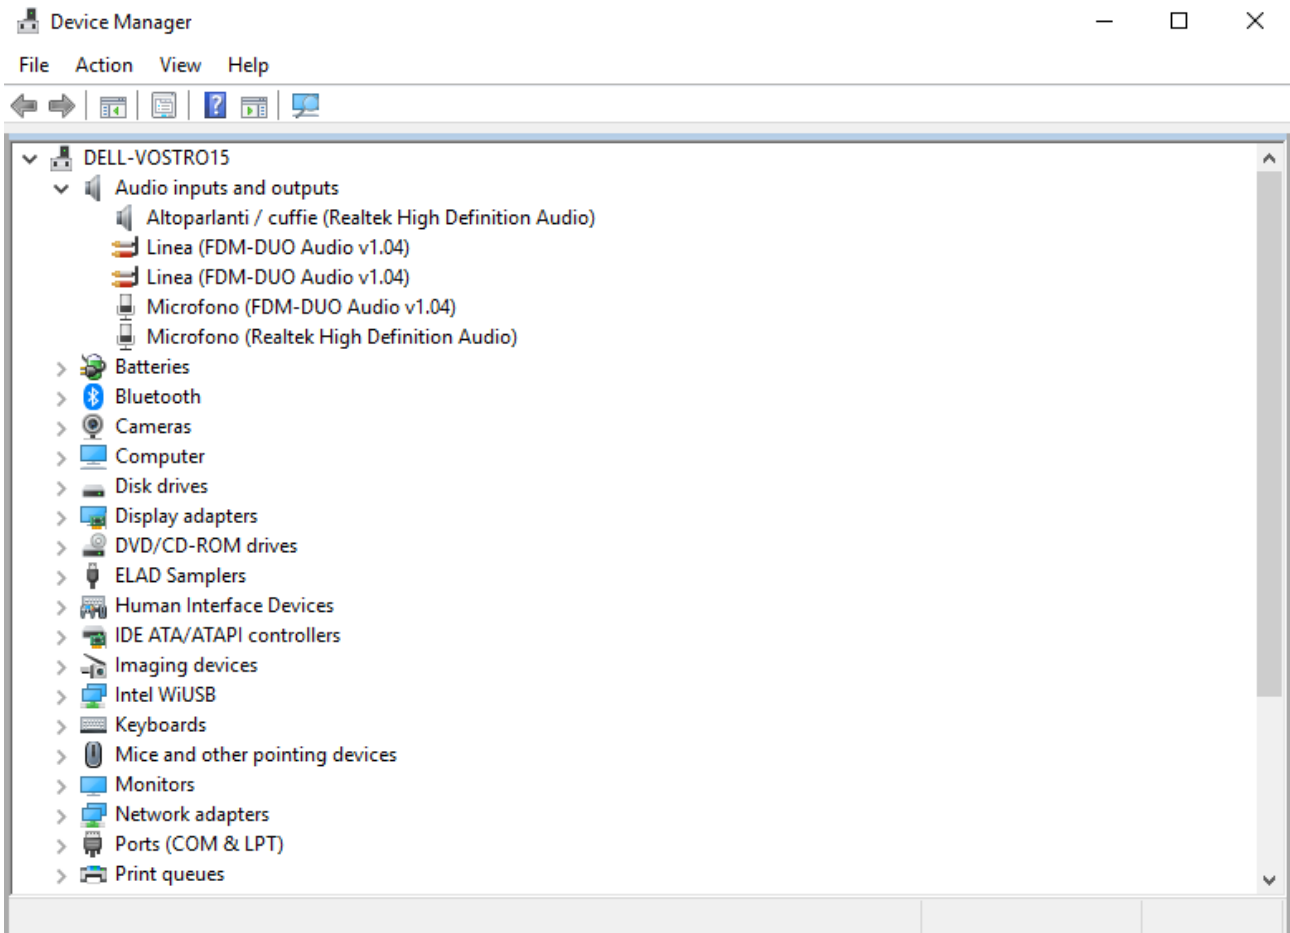 Device Manager
File Action View Help
DELL-VOSTRO15
Audio inputs and outputs
Altoparlanti / cuffie (Realtek High Definition Audio)
Linea (FDM-DUO Audio v1.04)
Linea (FDM-DUO Audio v1.04)
Microfono (FDM-DUO Audio v1.04)
Microfono (Realtek High Definition Audio)
Batteries
Bluetooth
Cameras
Computer
Disk drives
Display adapters
DVD/CD-ROM drives
ELAD Samplers
Human Interface Devices
IDE ATA/ATAPI controllers
Imaging devices
Intel WiUSB
Keyboards
Mice and other pointing devices
Monitors
Network adapters
Ports (COM & LPT)
Print queues